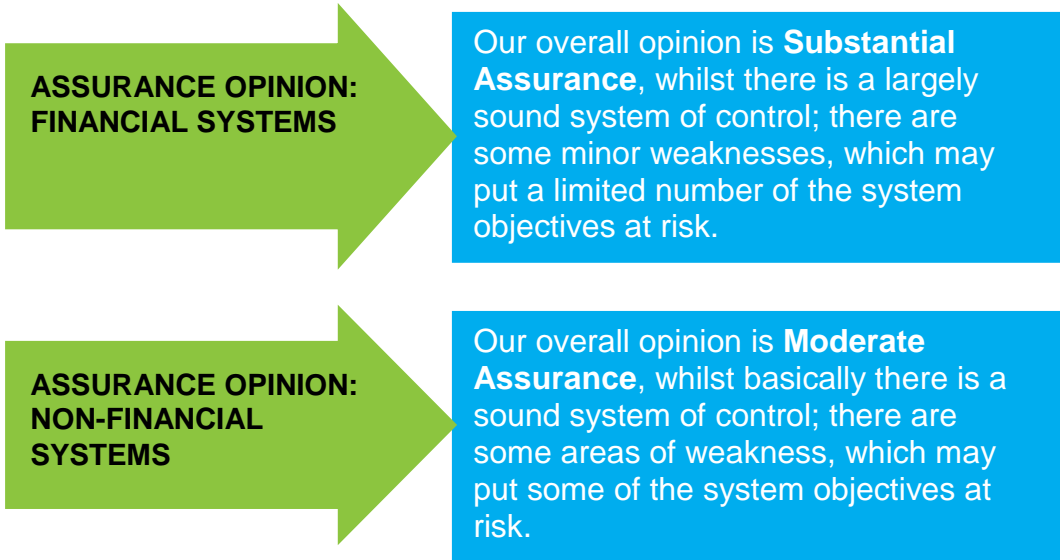 ASSURANCE OPINION:
FINANCIAL SYSTEMS
Our overall opinion is Substantial
Assurance, whilst there is a largely
sound system of control; there are
some minor weaknesses, which may
put a limited number of the system
objectives at risk.
ASSURANCE OPINION:
NON-FINANCIAL
SYSTEMS
Our overall opinion is Moderate
Assurance, whilst basically there is a
sound system of control; there are
some areas of weakness, which may
put some of the system objectives at
risk.